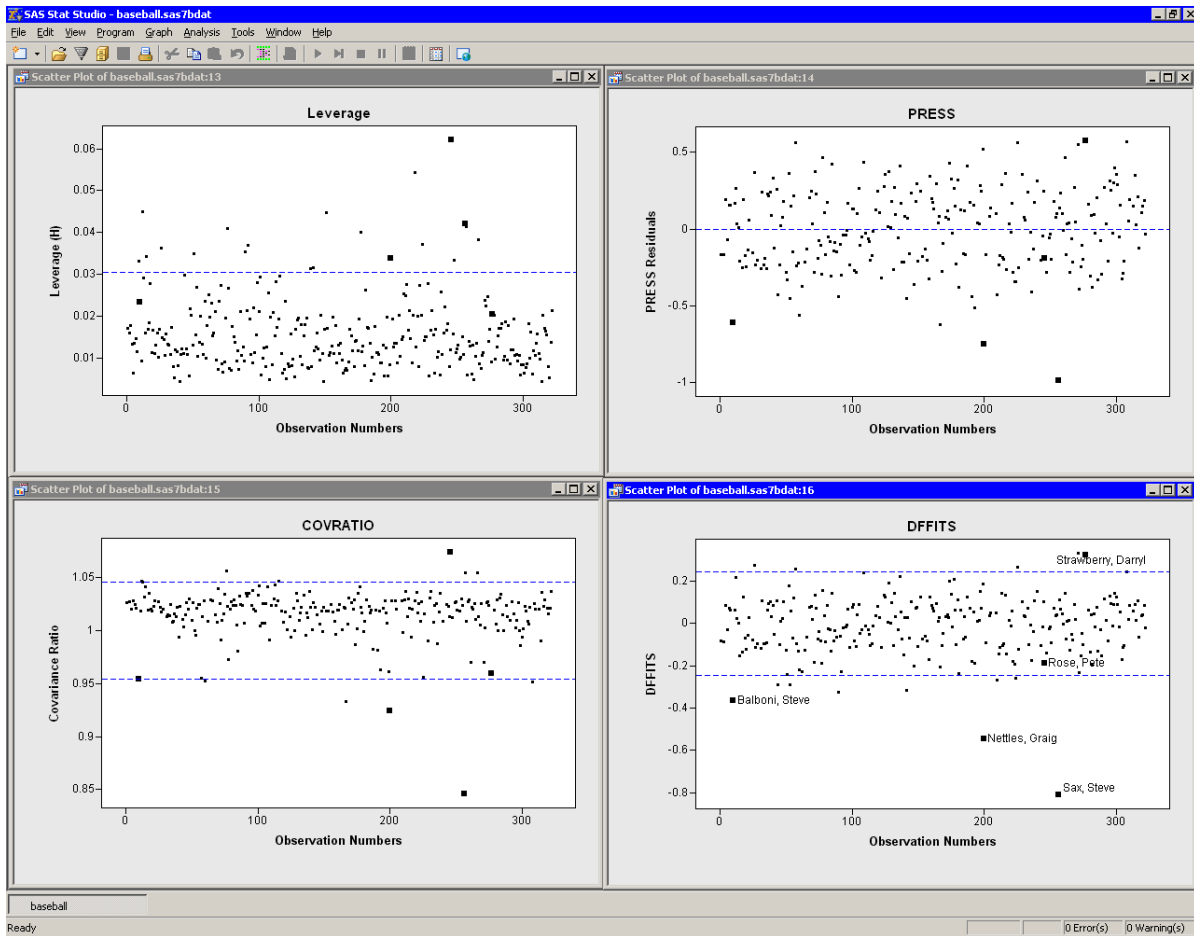 SAS Stat Studio - baseball.sas7bdat
File Edit View Program Graph Analysis Tools Window Help
Scatter Plot of baseball.sas7bdat:13
Leverage
0.06
0.05
0.04
0.03
0.02
0.01
Leverage (H)
0 100 200 300
Observation Numbers
Scatter Plot of baseball.sas7bdat:14
PRESS
0.5
0
-0.5
-1
PRESS Residuals
0 100 200 300
Observation Numbers
Scatter Plot of baseball.sas7bdat:15
COVRATIO
1.05
1
0.95
0.9
0.85
Covariance Ratio
0 100 200 300
Observation Numbers
Scatter Plot of baseball.sas7bdat:16
DFFITS
Strawberry, Darryl
0.2
0
-0.2
-0.4
-0.6
-0.8
DFFITS
Rose, Pete
Balboni, Steve
Nettles, Graig
Sax, Steve
0 100 200 300
Observation Numbers
baseball
Ready
0 Error(s) 0 Warning(s)